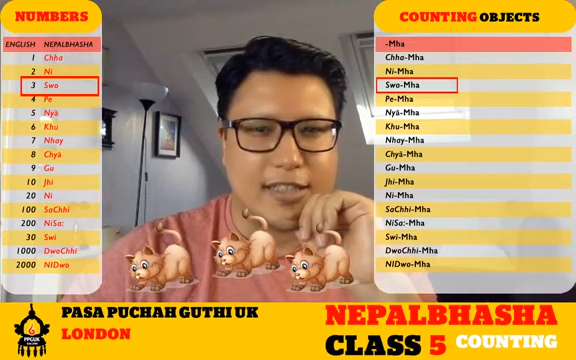 NUMBERS
ENGLISH NEPALBHASHA
1 Chha
2 Ni
3 Swo
4 Pe
5 Nyā
6 Khu
7 Nhay
8 Chyā
9 Gu
10 Jhi
20 Ni
100 SaChhi
200 NiSa:
30 Swi
1000 DwoChhi
2000 NIDwo
COUNTING OBJECTS
-Mha
Chha-Mha
Ni-Mha
Swo-Mha
Pe-Mha
Nyā-Mha
Khu-Mha
Nhay-Mha
Chyā-Mha
Gu-Mha
Jhi-Mha
Ni-Mha
SaChhi-Mha
NiSa:-Mha
Swi-Mha
DwoChhi-Mha
NIDwo-Mha
PPGUK
PASA PUCHAH GUTHI UK
LONDON
NEPALBHASHA
CLASS 5 COUNTING